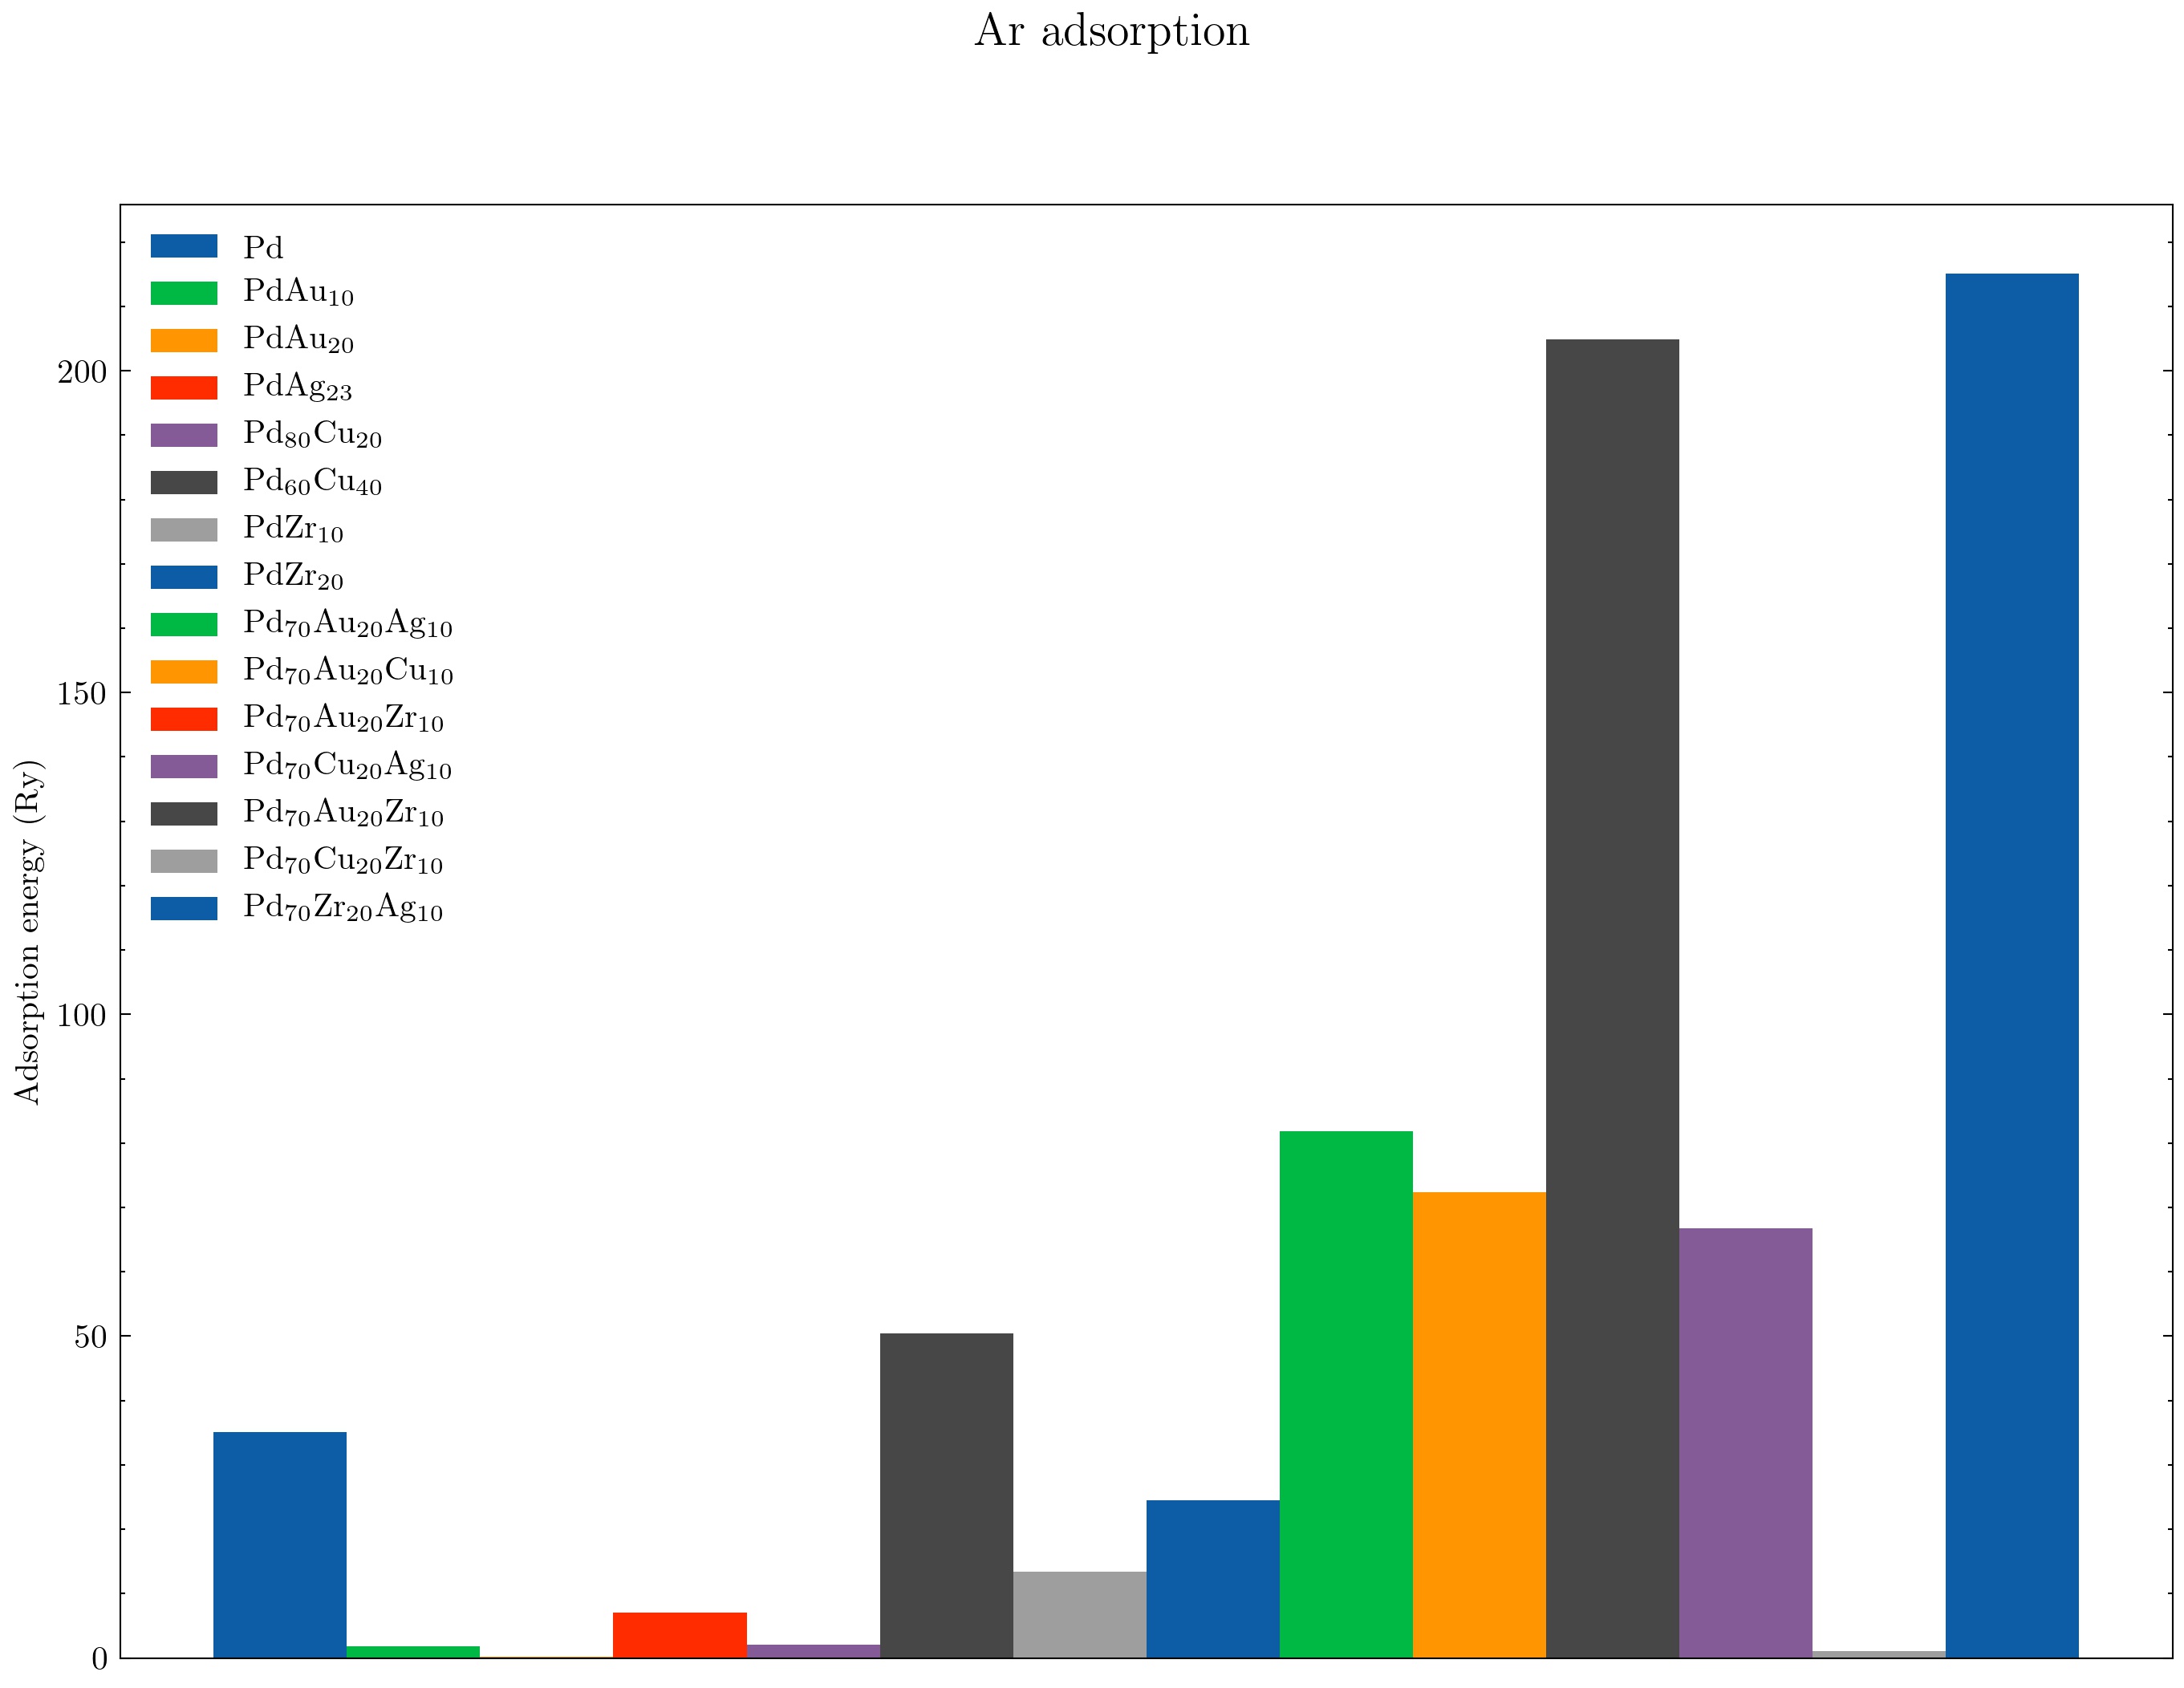 Ar adsorption
Pd
PdAu₁₀
PdAu₂₀
PdAg₂₃
Pd₈₀Cu₂₀
Pd₆₀Cu₄₀
PdZr₁₀
PdZr₂₀
Pd₇₀Au₂₀Ag₁₀
Pd₇₀Au₂₀Cu₁₀
Pd₇₀Au₂₀Zr₁₀
Pd₇₀Cu₂₀Ag₁₀
Pd₇₀Au₂₀Zr₁₀
Pd₇₀Cu₂₀Zr₁₀
Pd₇₀Zr₂₀Ag₁₀
200
150
100
50
0
Adsorption energy (Ry)